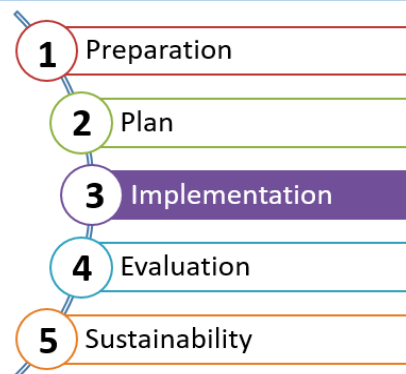 1 Preparation
2 Plan
3 Implementation
4 Evaluation
5 Sustainability